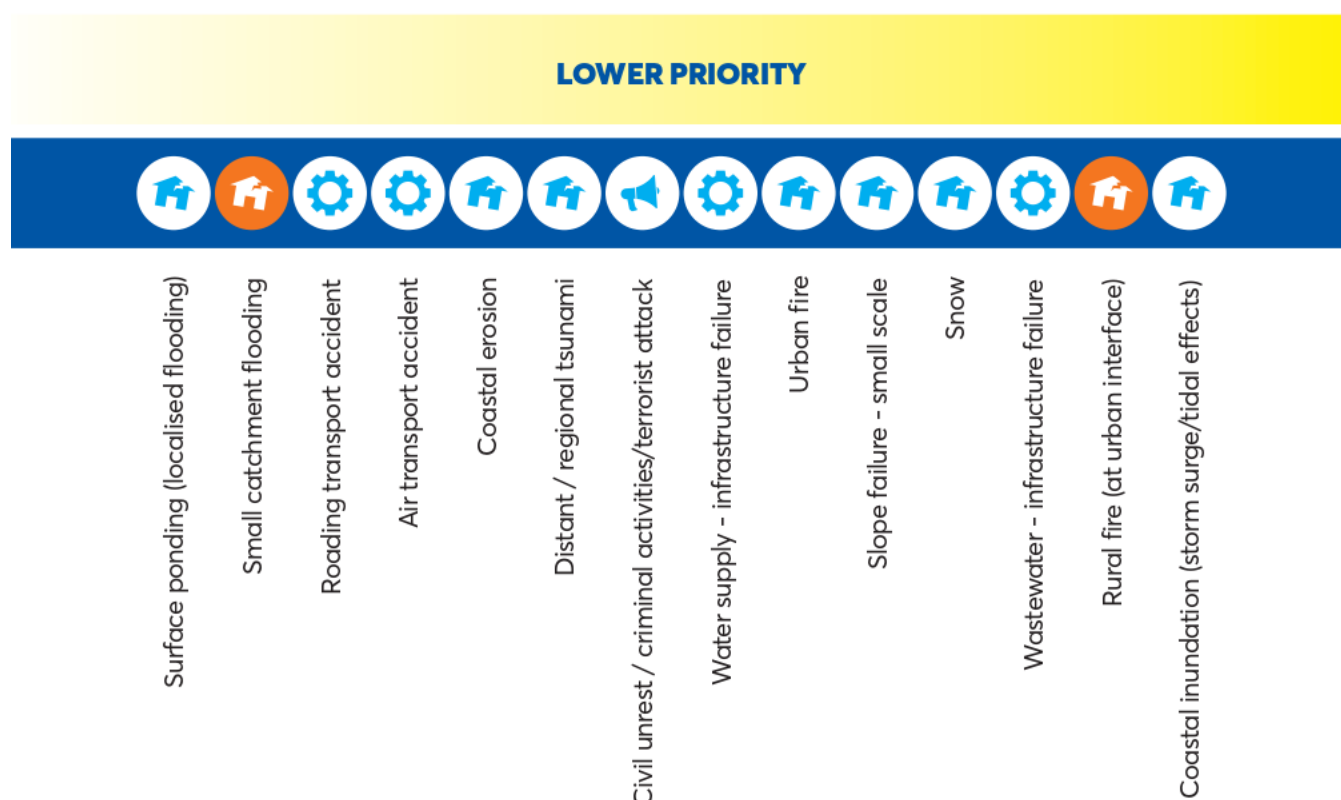 LOWER PRIORITY
Surface ponding (localised flooding)
Small catchment flooding
Roading transport accident
Air transport accident
Coastal erosion
Distant / regional tsunami
Civil unrest / criminal activities/terrorist attack
Water supply - infrastructure failure
Urban fire
Slope failure - small scale
Snow
Wastewater - infrastructure failure
Rural fire (at urban interface)
Coastal inundation (storm surge/tidal effects)